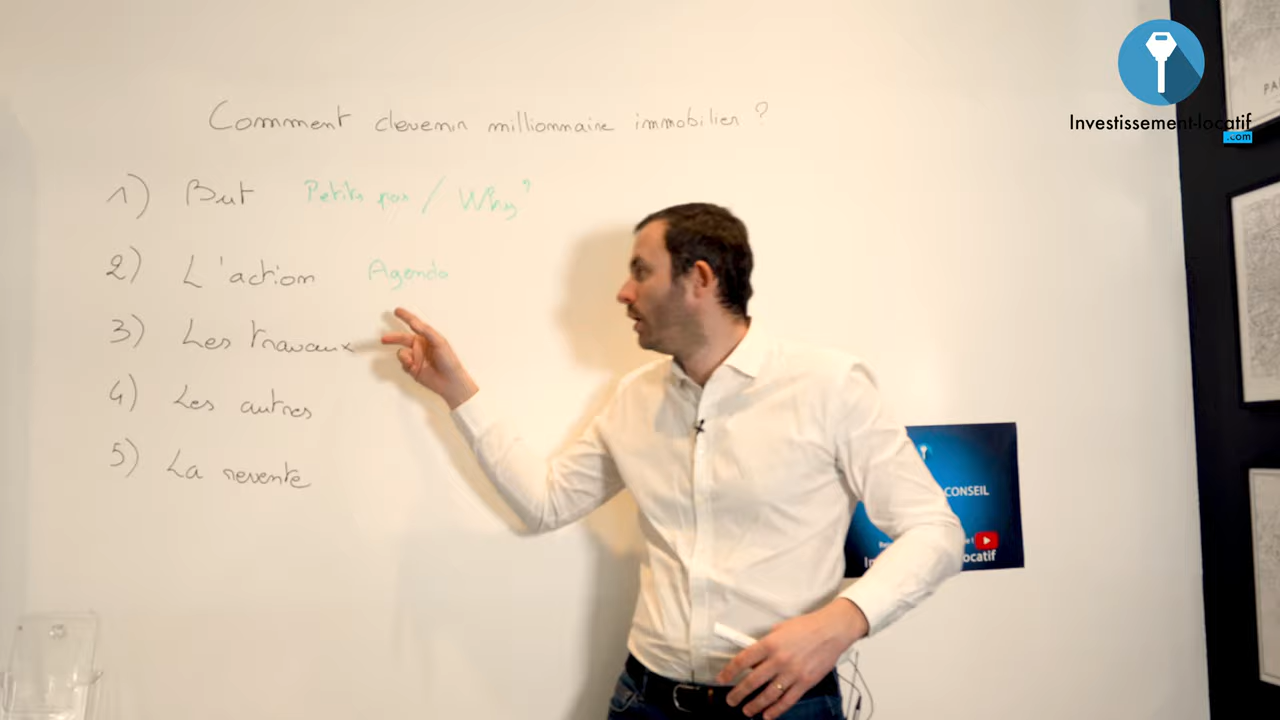 Comment devenir millionnaire immobilier ?
1) But Petits pas / Why?
2) L'action Agenda
3) Les travaux
4) Les autres
5) La revente
Investissement-locatif
.com
CONSEIL
locatif